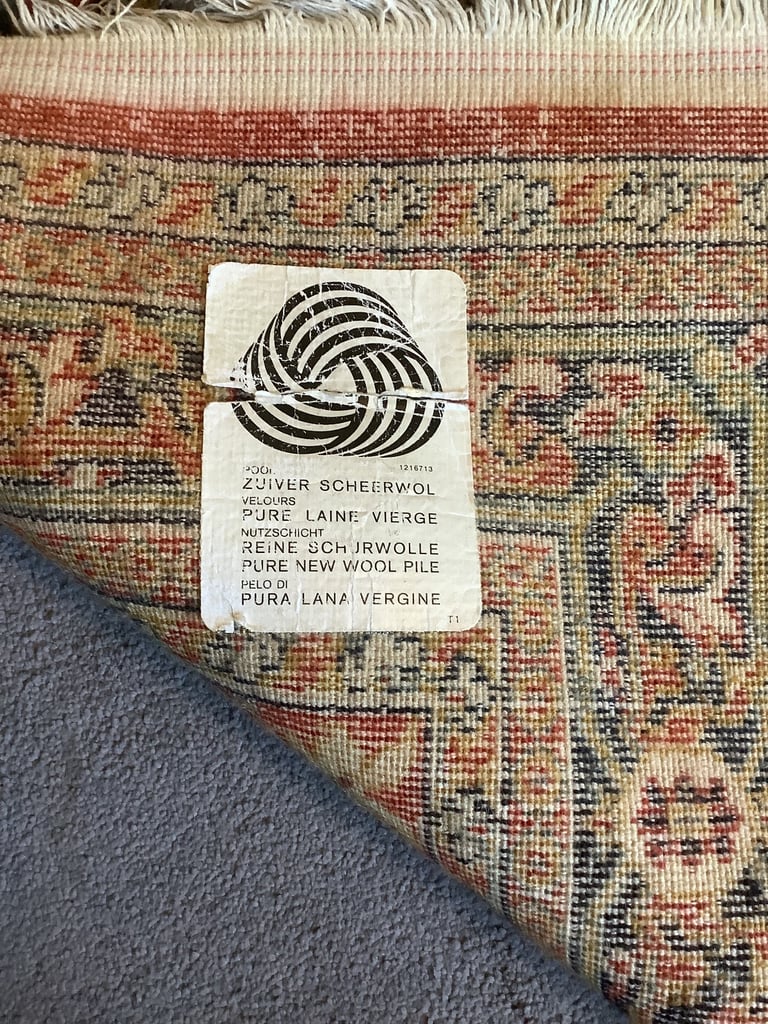 POOL 1216713
ZUIVER SCHEERWOL
VELOURS
PURE LAINE VIERGE
NUTZSCHICHT
REINE SCHURWOLLE
PURE NEW WOOL PILE
PELO DI
PURA LANA VERGINE
T1